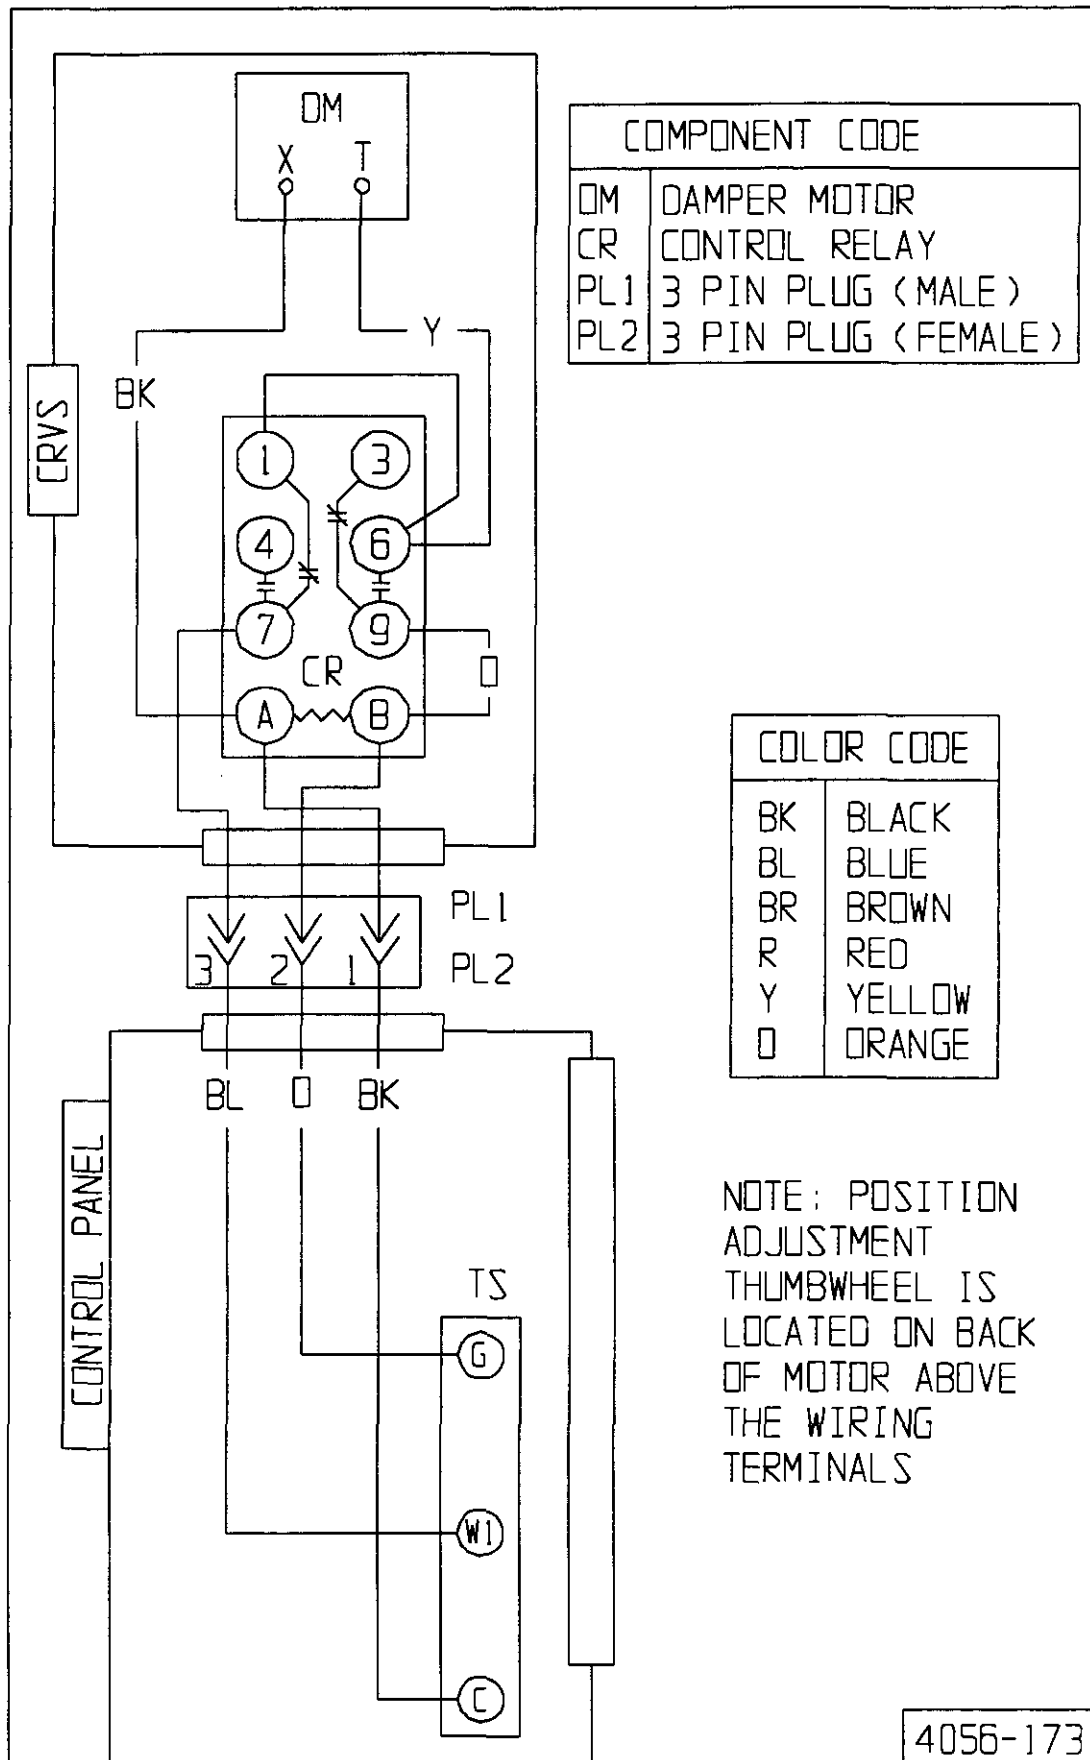 DM
X T
Y
BK
CRVS
1 3
4 6
7 9
CR
O
A B
PL1
3 2 1 PL2
BL O BK
CONTROL PANEL
TS
G
W1
C
COMPONENT CODE
DM DAMPER MOTOR
CR CONTROL RELAY
PL1 3 PIN PLUG (MALE)
PL2 3 PIN PLUG (FEMALE)
COLOR CODE
BK BLACK
BL BLUE
BR BROWN
R RED
Y YELLOW
O ORANGE
NOTE: POSITION
ADJUSTMENT
THUMBWHEEL IS
LOCATED ON BACK
OF MOTOR ABOVE
THE WIRING
TERMINALS
4056-173